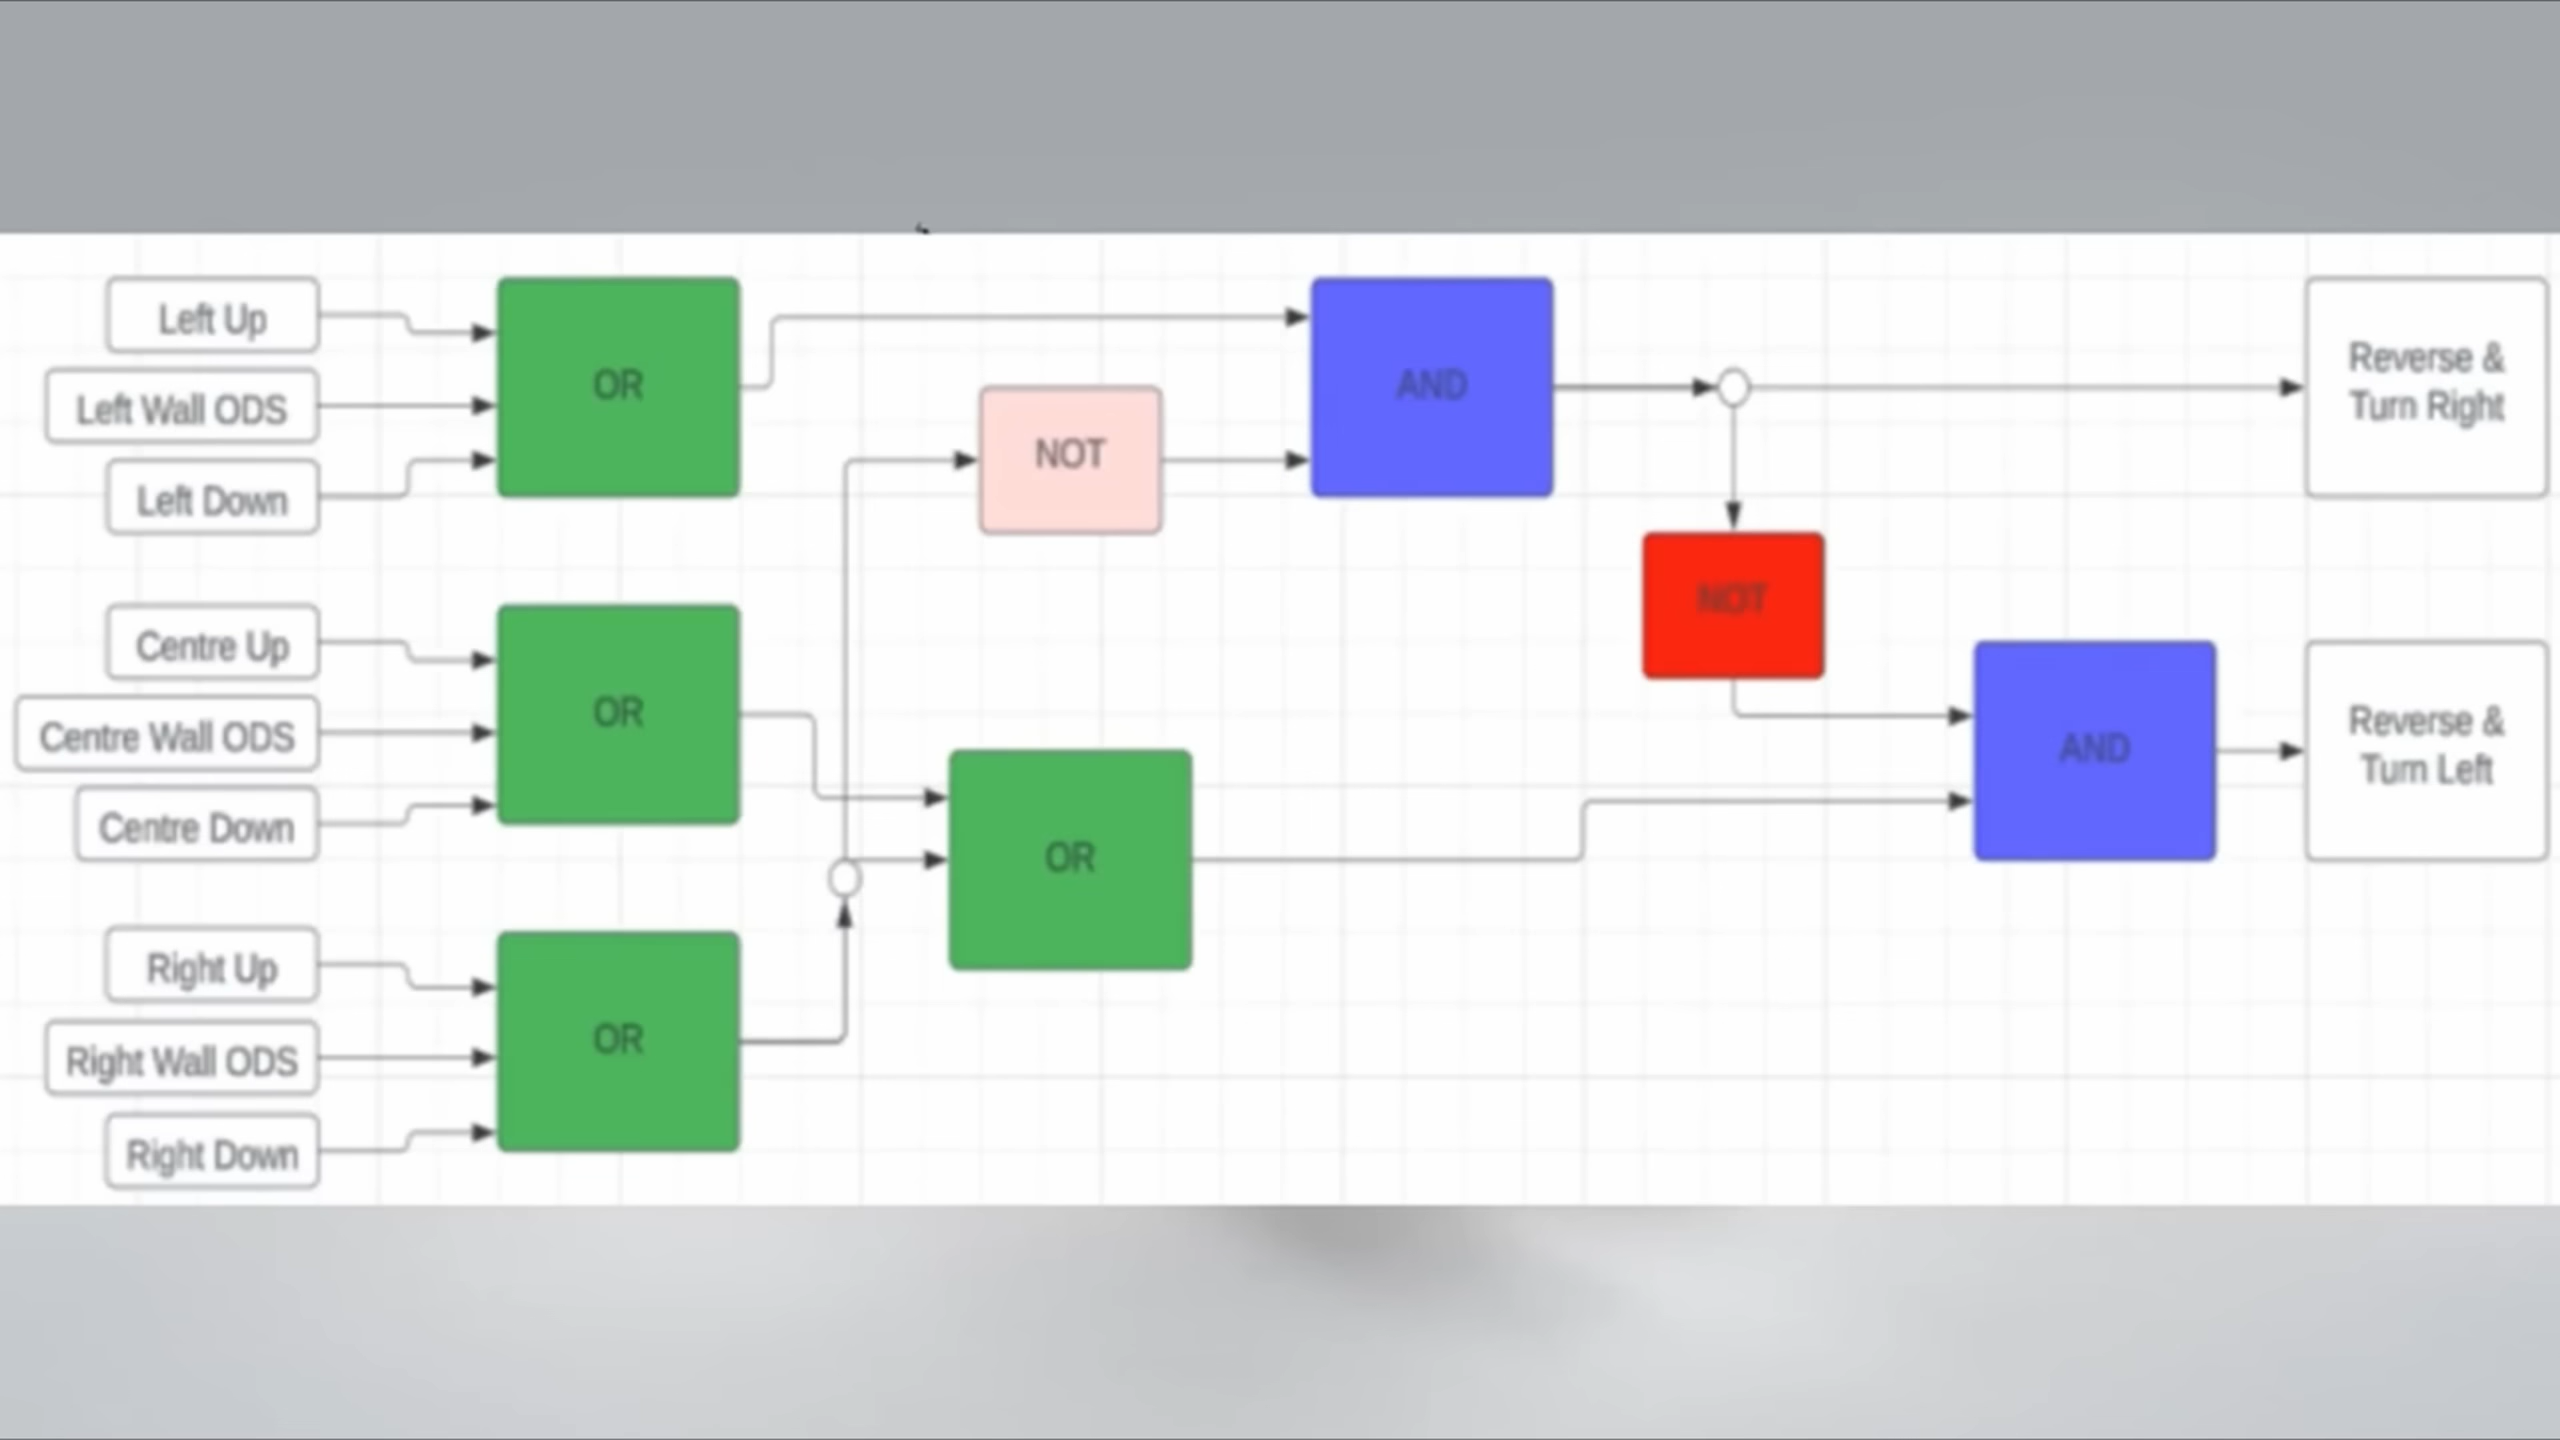 Left Up
Left Wall ODS
Left Down
OR
NOT
AND
Reverse &
Turn Right
Centre Up
Centre Wall ODS
Centre Down
OR
OR
NOT
AND
Reverse &
Turn Left
Right Up
Right Wall ODS
Right Down
OR